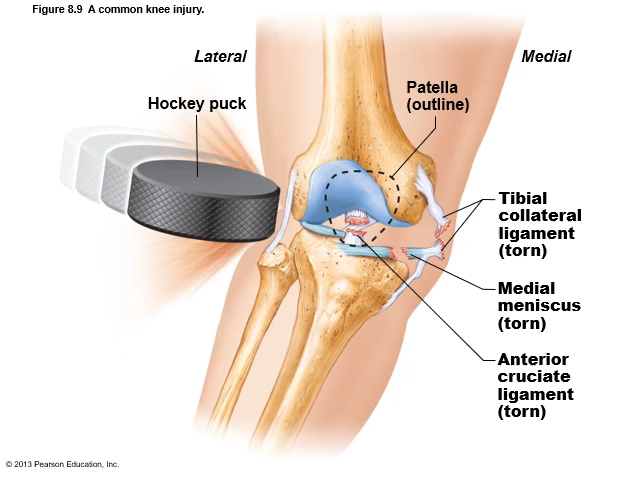 Figure 8.9 A common knee injury.
Lateral
Medial
Hockey puck
Patella
(outline)
Tibial
collateral
ligament
(torn)
Medial
meniscus
(torn)
Anterior
cruciate
ligament
(torn)
© 2013 Pearson Education, Inc.